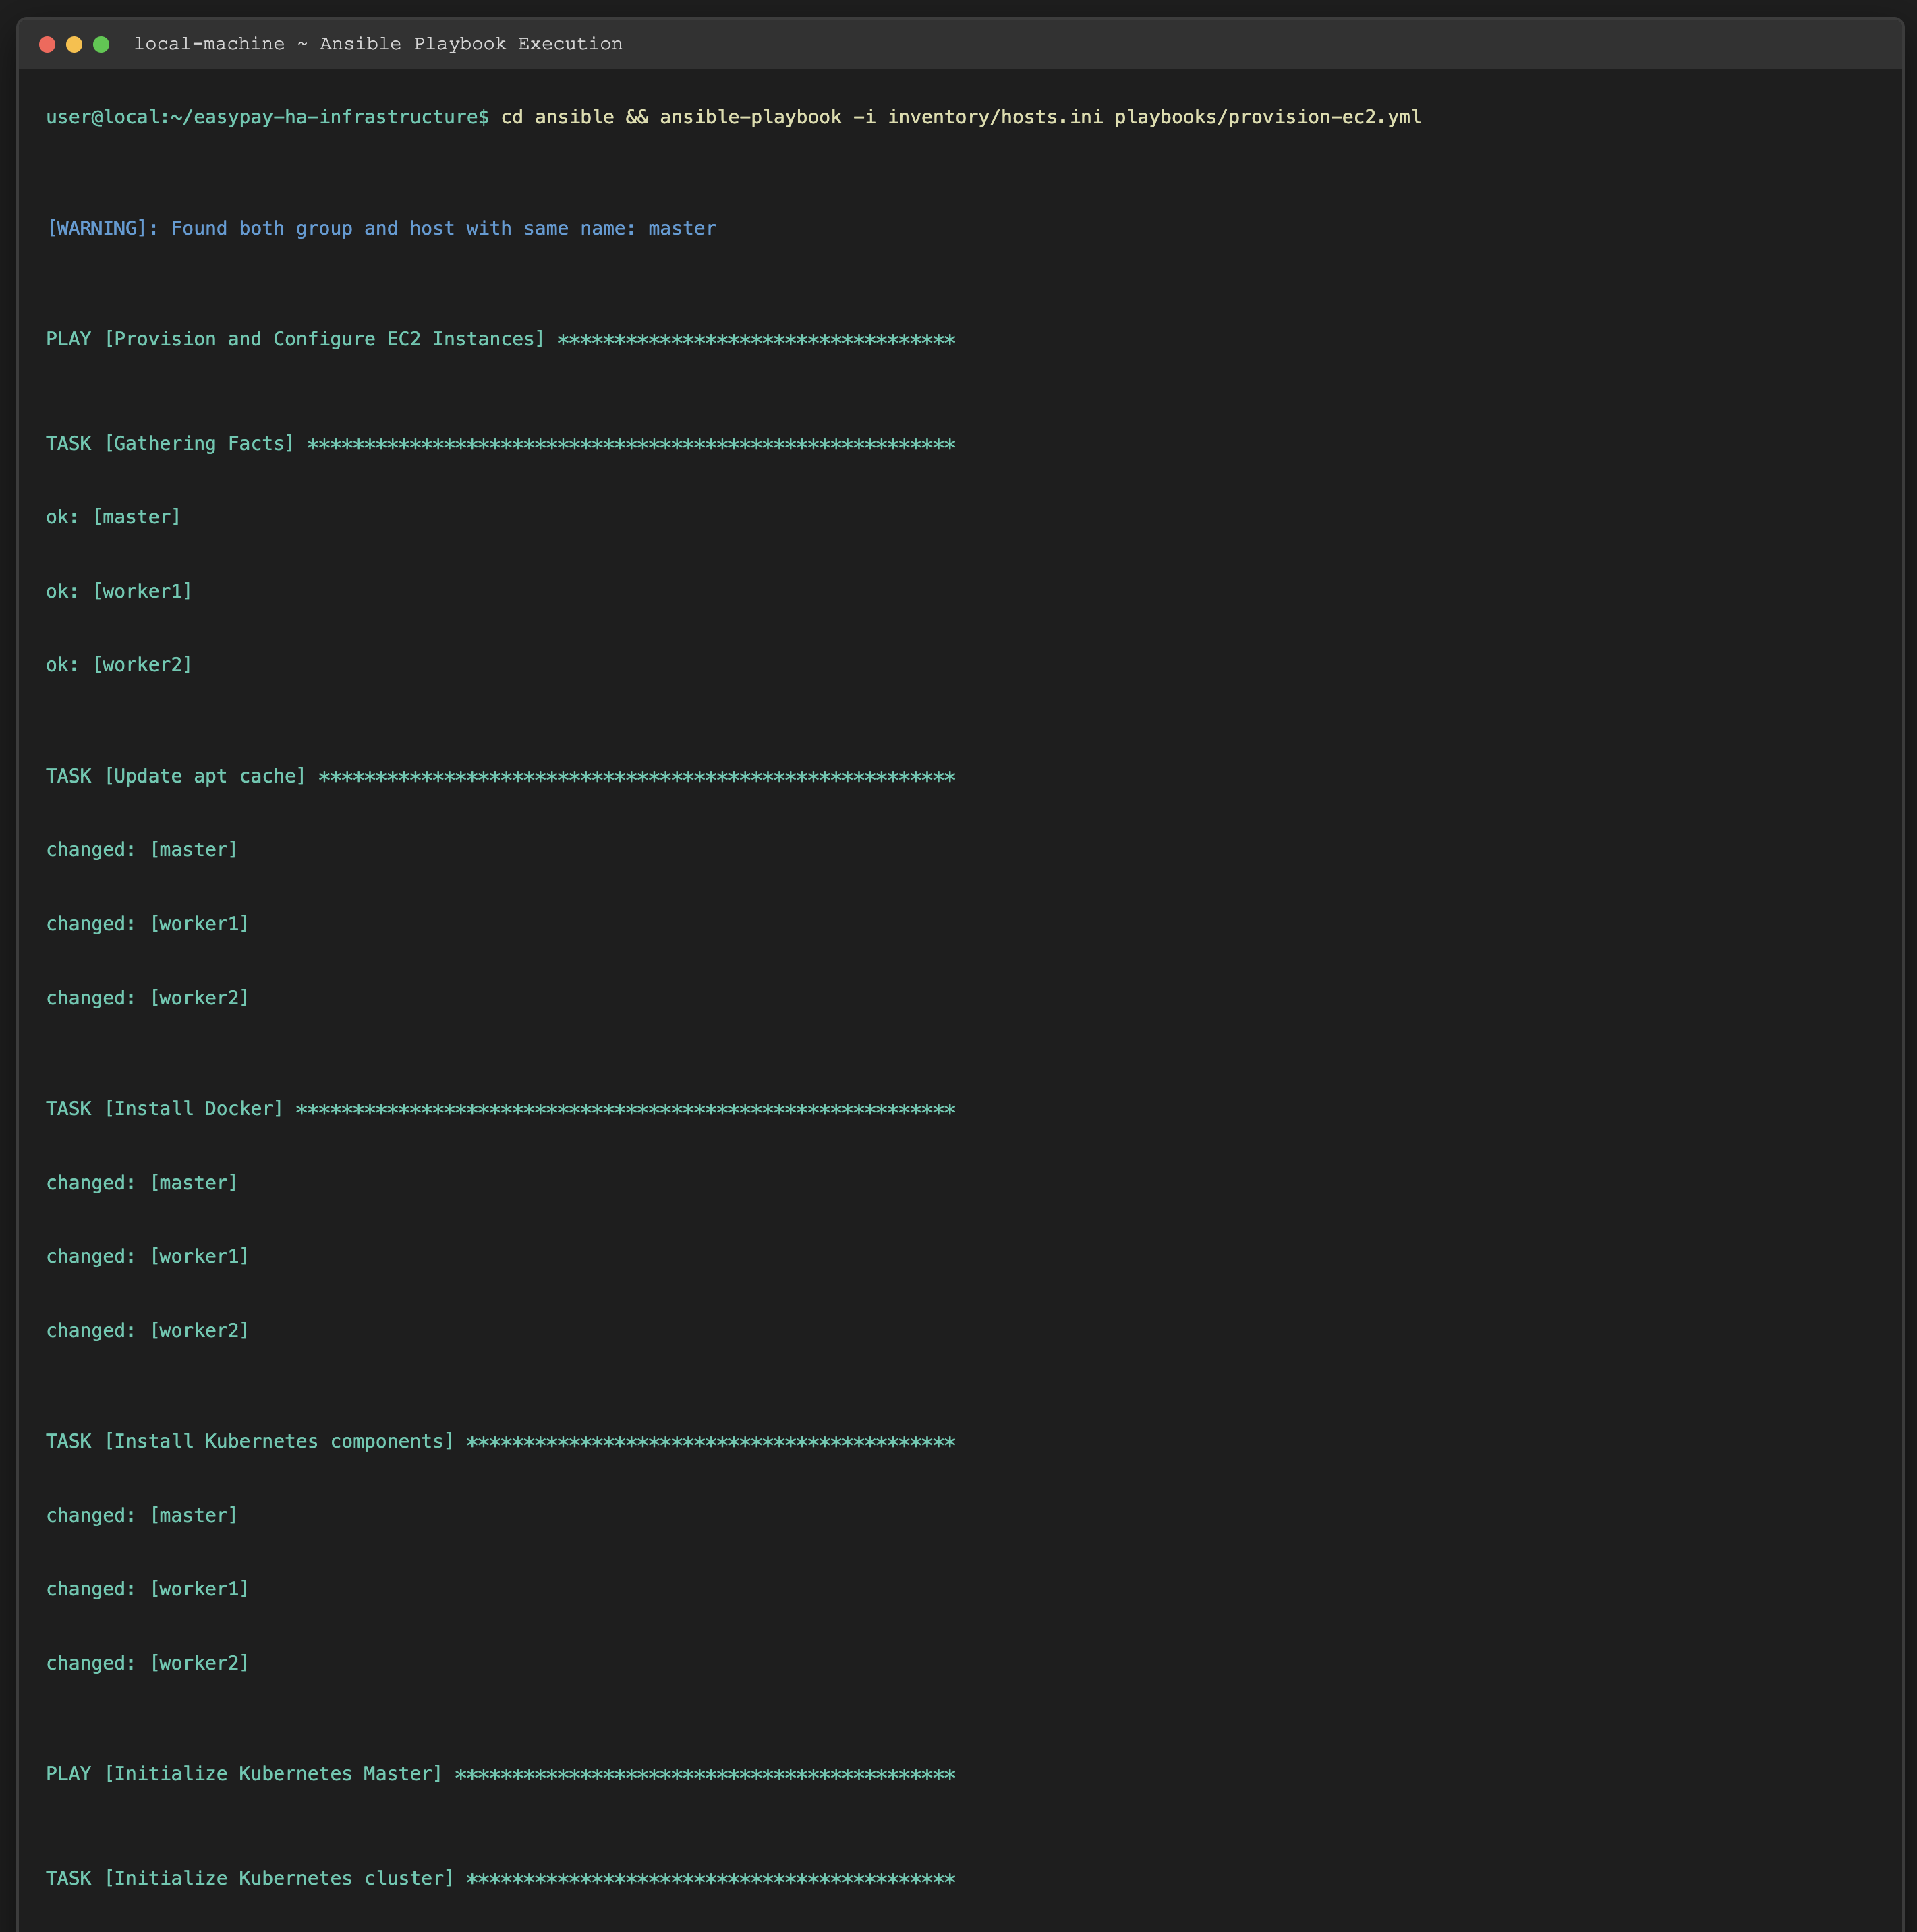 local-machine ~ Ansible Playbook Execution
user@local:~/easypay-ha-infrastructure$ cd ansible && ansible-playbook -i inventory/hosts.ini playbooks/provision-ec2.yml
[WARNING]: Found both group and host with same name: master
PLAY [Provision and Configure EC2 Instances] ***********************************
TASK [Gathering Facts] *********************************************************
ok: [master]
ok: [worker1]
ok: [worker2]
TASK [Update apt cache] ********************************************************
changed: [master]
changed: [worker1]
changed: [worker2]
TASK [Install Docker] **********************************************************
changed: [master]
changed: [worker1]
changed: [worker2]
TASK [Install Kubernetes components] *******************************************
changed: [master]
changed: [worker1]
changed: [worker2]
PLAY [Initialize Kubernetes Master] ********************************************
TASK [Initialize Kubernetes cluster] *******************************************